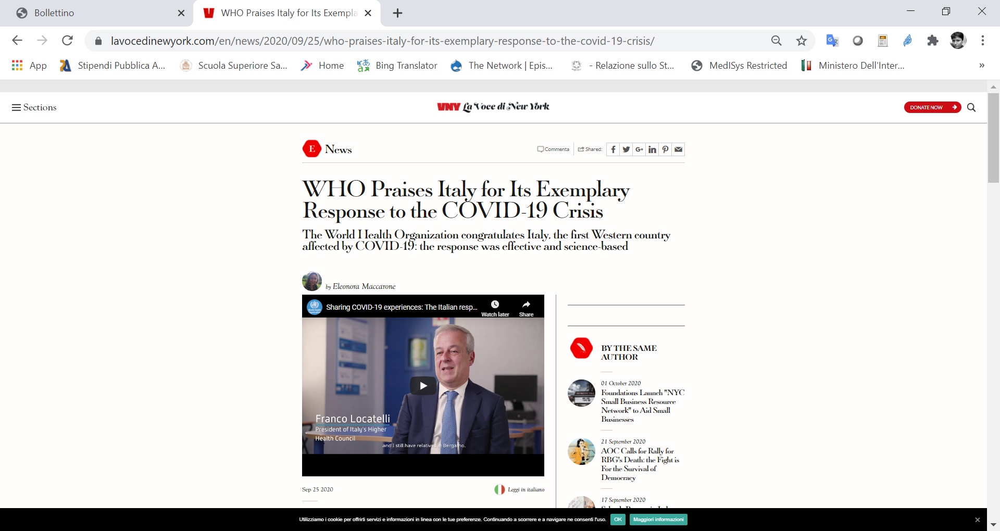 Bollettino
WHO Praises Italy for Its Exempla
lavocedinewyork.com/en/news/2020/09/25/who-praises-italy-for-its-exemplary-response-to-the-covid-19-crisis/
App Stipendi Pubblica A... Scuola Superiore Sa... Home Bing Translator The Network | Epis... - Relazione sullo St... MedISys Restricted Ministero Dell'Inter... »
Sections
VNY La Voce di New York
DONATE NOW
E News
Commenta Shared:
WHO Praises Italy for Its Exemplary
Response to the COVID-19 Crisis
The World Health Organization congratulates Italy, the first Western country
affected by COVID-19: the response was effective and science-based
by Eleonora Maccarone
Sharing COVID-19 experiences: The Italian resp...
Watch later Share
Franco Locatelli
President of Italy's Higher
Health Council
and I still have relatives in Bergamo.
Sep 25 2020
Leggi in italiano
BY THE SAME
AUTHOR
01 October 2020
Foundations Launch "NYC
Small Business Resource
Network" to Aid Small
Businesses
21 September 2020
AOC Calls for Rally for
RBG's Death: the Fight is
For the Survival of
Democracy
17 September 2020
Utilizziamo i cookie per offrirti servizi e informazioni in linea con le tue preferenze. Continuando a scorrere e a navigare ne consenti l'uso. OK Maggiori informazioni